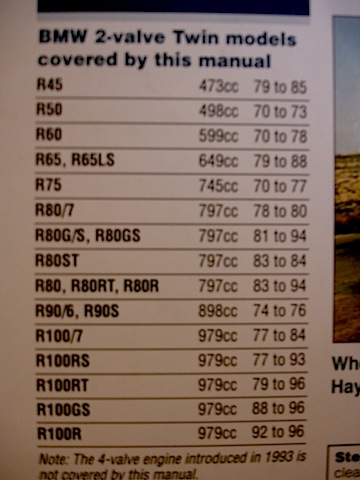 BMW 2-valve Twin models
covered by this manual
R45 473cc 79 to 85
R50 498cc 70 to 73
R60 599cc 70 to 78
R65, R65LS 649cc 79 to 88
R75 745cc 70 to 77
R80/7 797cc 78 to 80
R80G/S, R80GS 797cc 81 to 94
R80ST 797cc 83 to 84
R80, R80RT, R80R 797cc 83 to 94
R90/6, R90S 898cc 74 to 76
R100/7 979cc 77 to 84
R100RS 979cc 77 to 93
R100RT 979cc 79 to 96
R100GS 979cc 88 to 96
R100R 979cc 92 to 96
Note: The 4-valve engine introduced in 1993 is
not covered by this manual.
Whe
Hay
Ste
clea